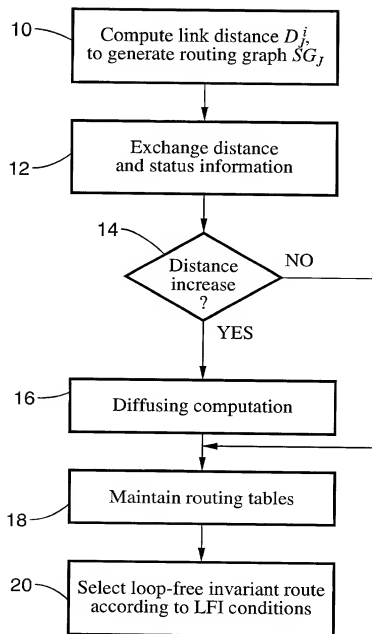 10
Compute link distance D_j^i,
to generate routing graph SG_J
12
Exchange distance
and status information
14
Distance
increase
?
NO
YES
16
Diffusing computation
Maintain routing tables
18
20
Select loop-free invariant route
according to LFI conditions